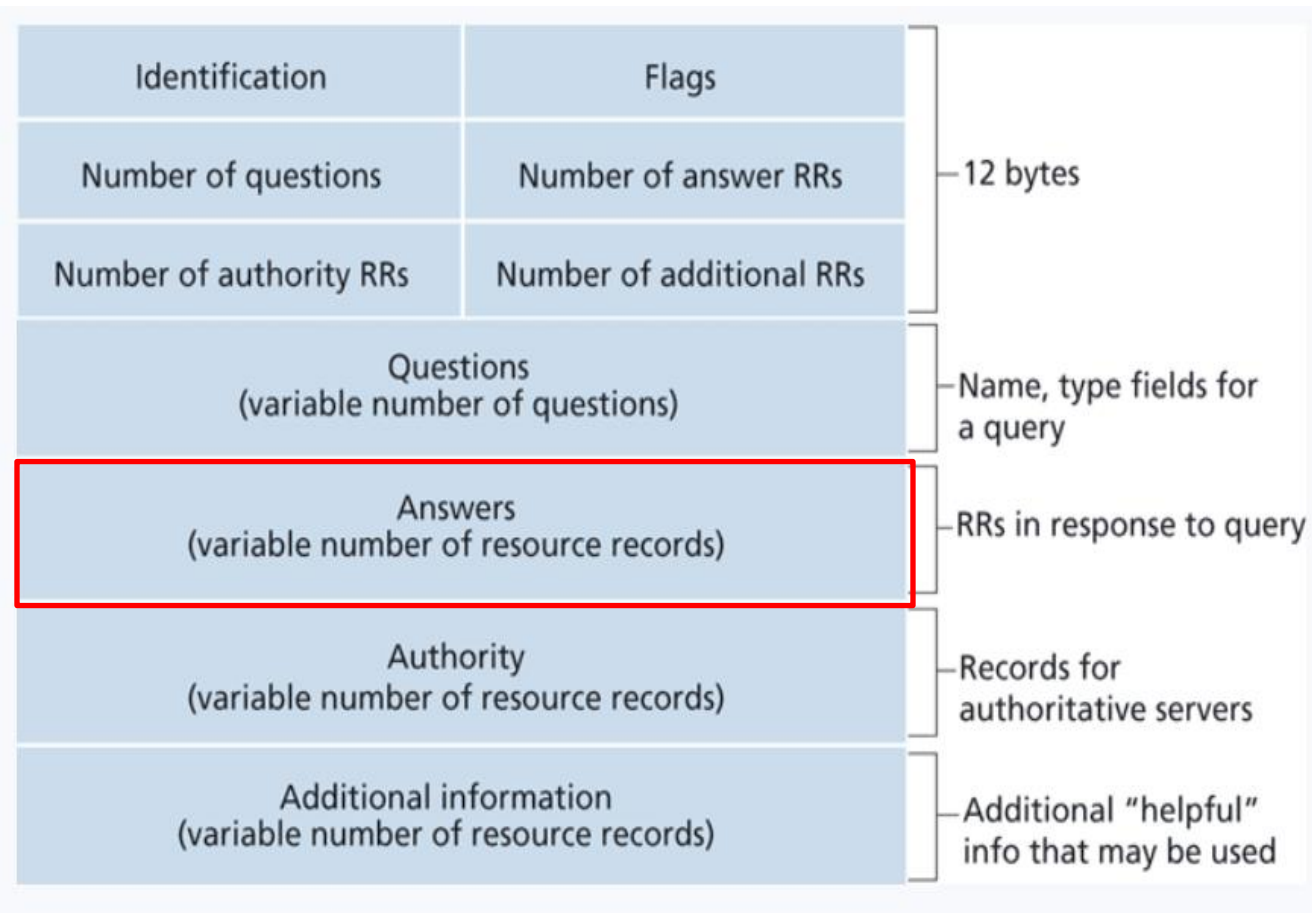 Identification
Flags
Number of questions
Number of answer RRs
12 bytes
Number of authority RRs
Number of additional RRs
Questions
(variable number of questions)
Name, type fields for
a query
Answers
(variable number of resource records)
RRs in response to query
Authority
(variable number of resource records)
Records for
authoritative servers
Additional information
(variable number of resource records)
Additional “helpful”
info that may be used